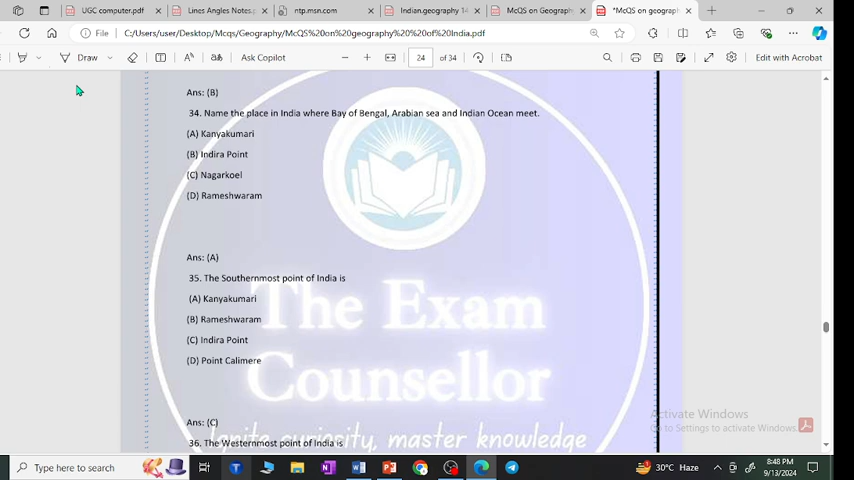 UGC computer.pdf
Lines Angles Notes.p
ntp.msn.com
Indian.geography 14
McQS on Geography
*McQS on geograph
File
C:/Users/user/Desktop/Mcqs/Geography/McQS%20on%20geography%20%20of%20India.pdf
Draw
Ask Copilot
24
of 34
Edit with Acrobat
Ans: (B)
34. Name the place in India where Bay of Bengal, Arabian sea and Indian Ocean meet.
(A) Kanyakumari
(B) Indira Point
(C) Nagarkoel
(D) Rameshwaram
Ans: (A)
35. The Southernmost point of India is
(A) Kanyakumari
(B) Rameshwaram
(C) Indira Point
(D) Point Calimere
The Exam
Counsellor
Ans: (C)
Ignite curiosity, master knowledge
36. The Westernmost point of India is
Activate Windows
Go to Settings to activate Windows.
Type here to search
30°C Haze
8:48 PM
9/13/2024